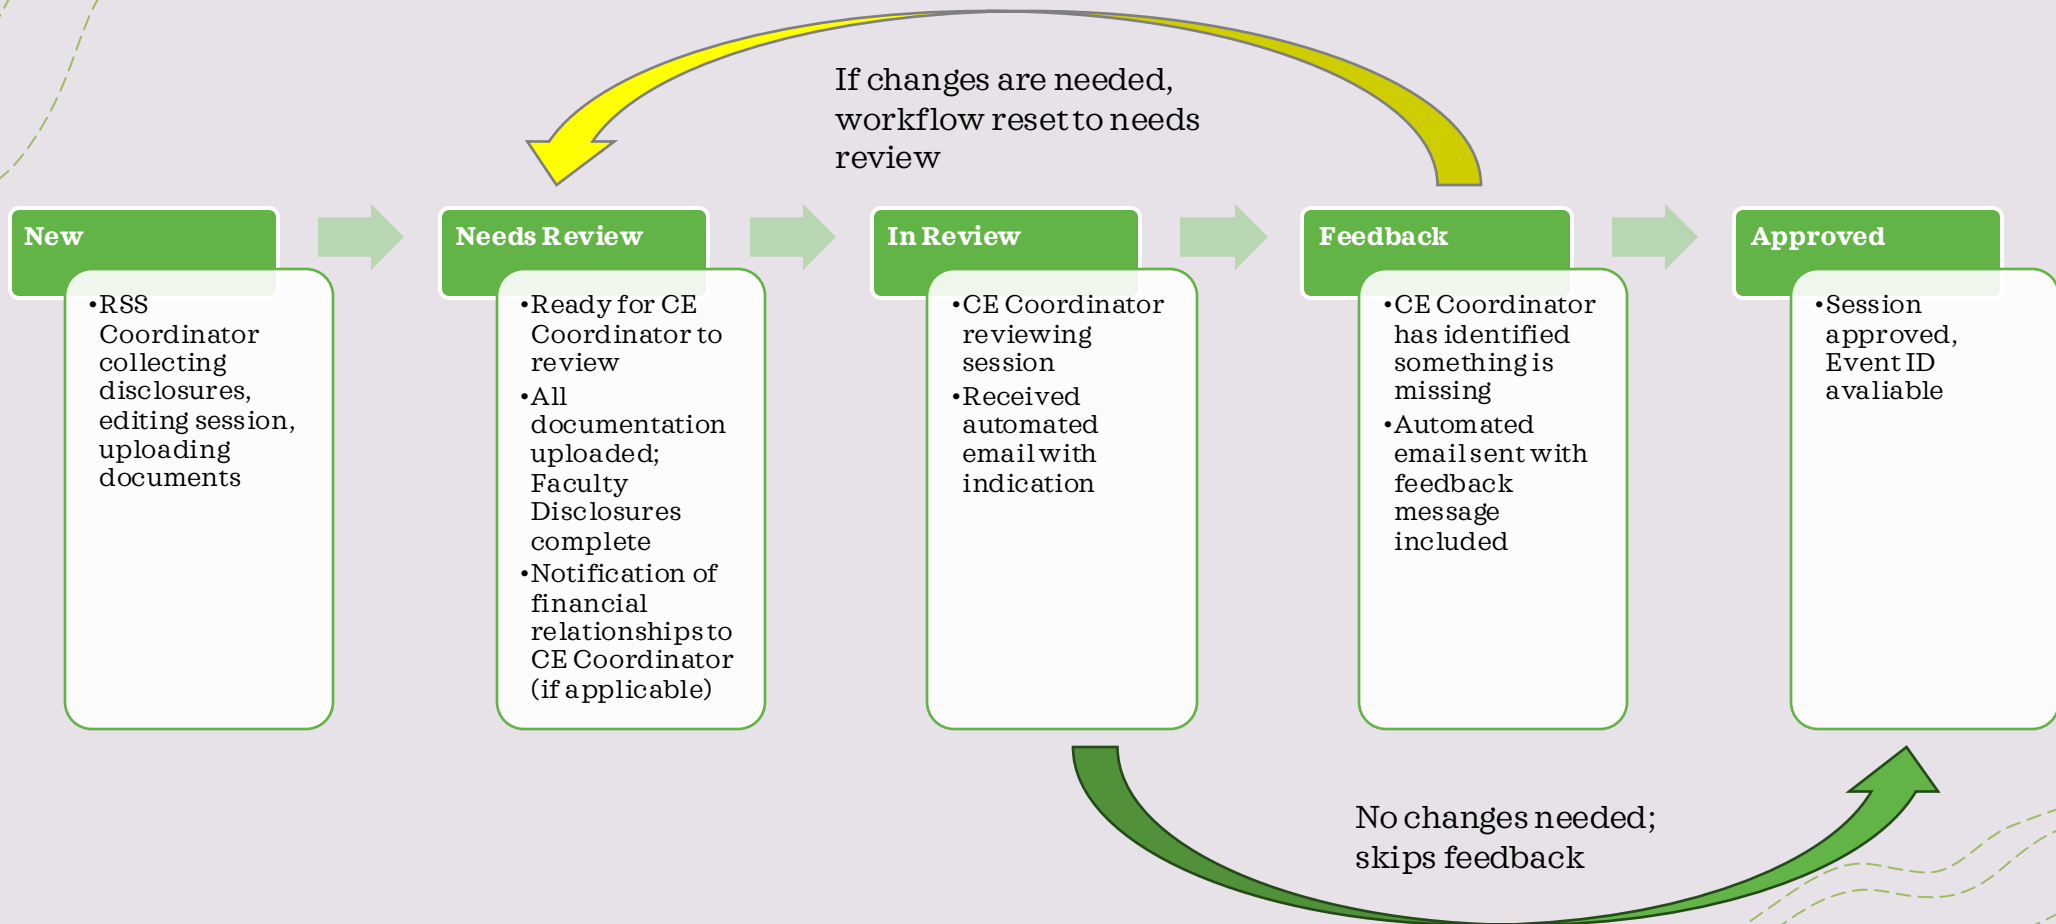 If changes are needed,
workflow reset to needs
review
New
•RSS
Coordinator
collecting
disclosures,
editing session,
uploading
documents
Needs Review
•Ready for CE
Coordinator to
review
•All
documentation
uploaded;
Faculty
Disclosures
complete
•Notification of
financial
relationships to
CE Coordinator
(if applicable)
In Review
•CE Coordinator
reviewing
session
•Received
automated
email with
indication
Feedback
•CE Coordinator
has identified
something is
missing
•Automated
email sent with
feedback
message
included
Approved
•Session
approved,
Event ID
avaliable
No changes needed;
skips feedback